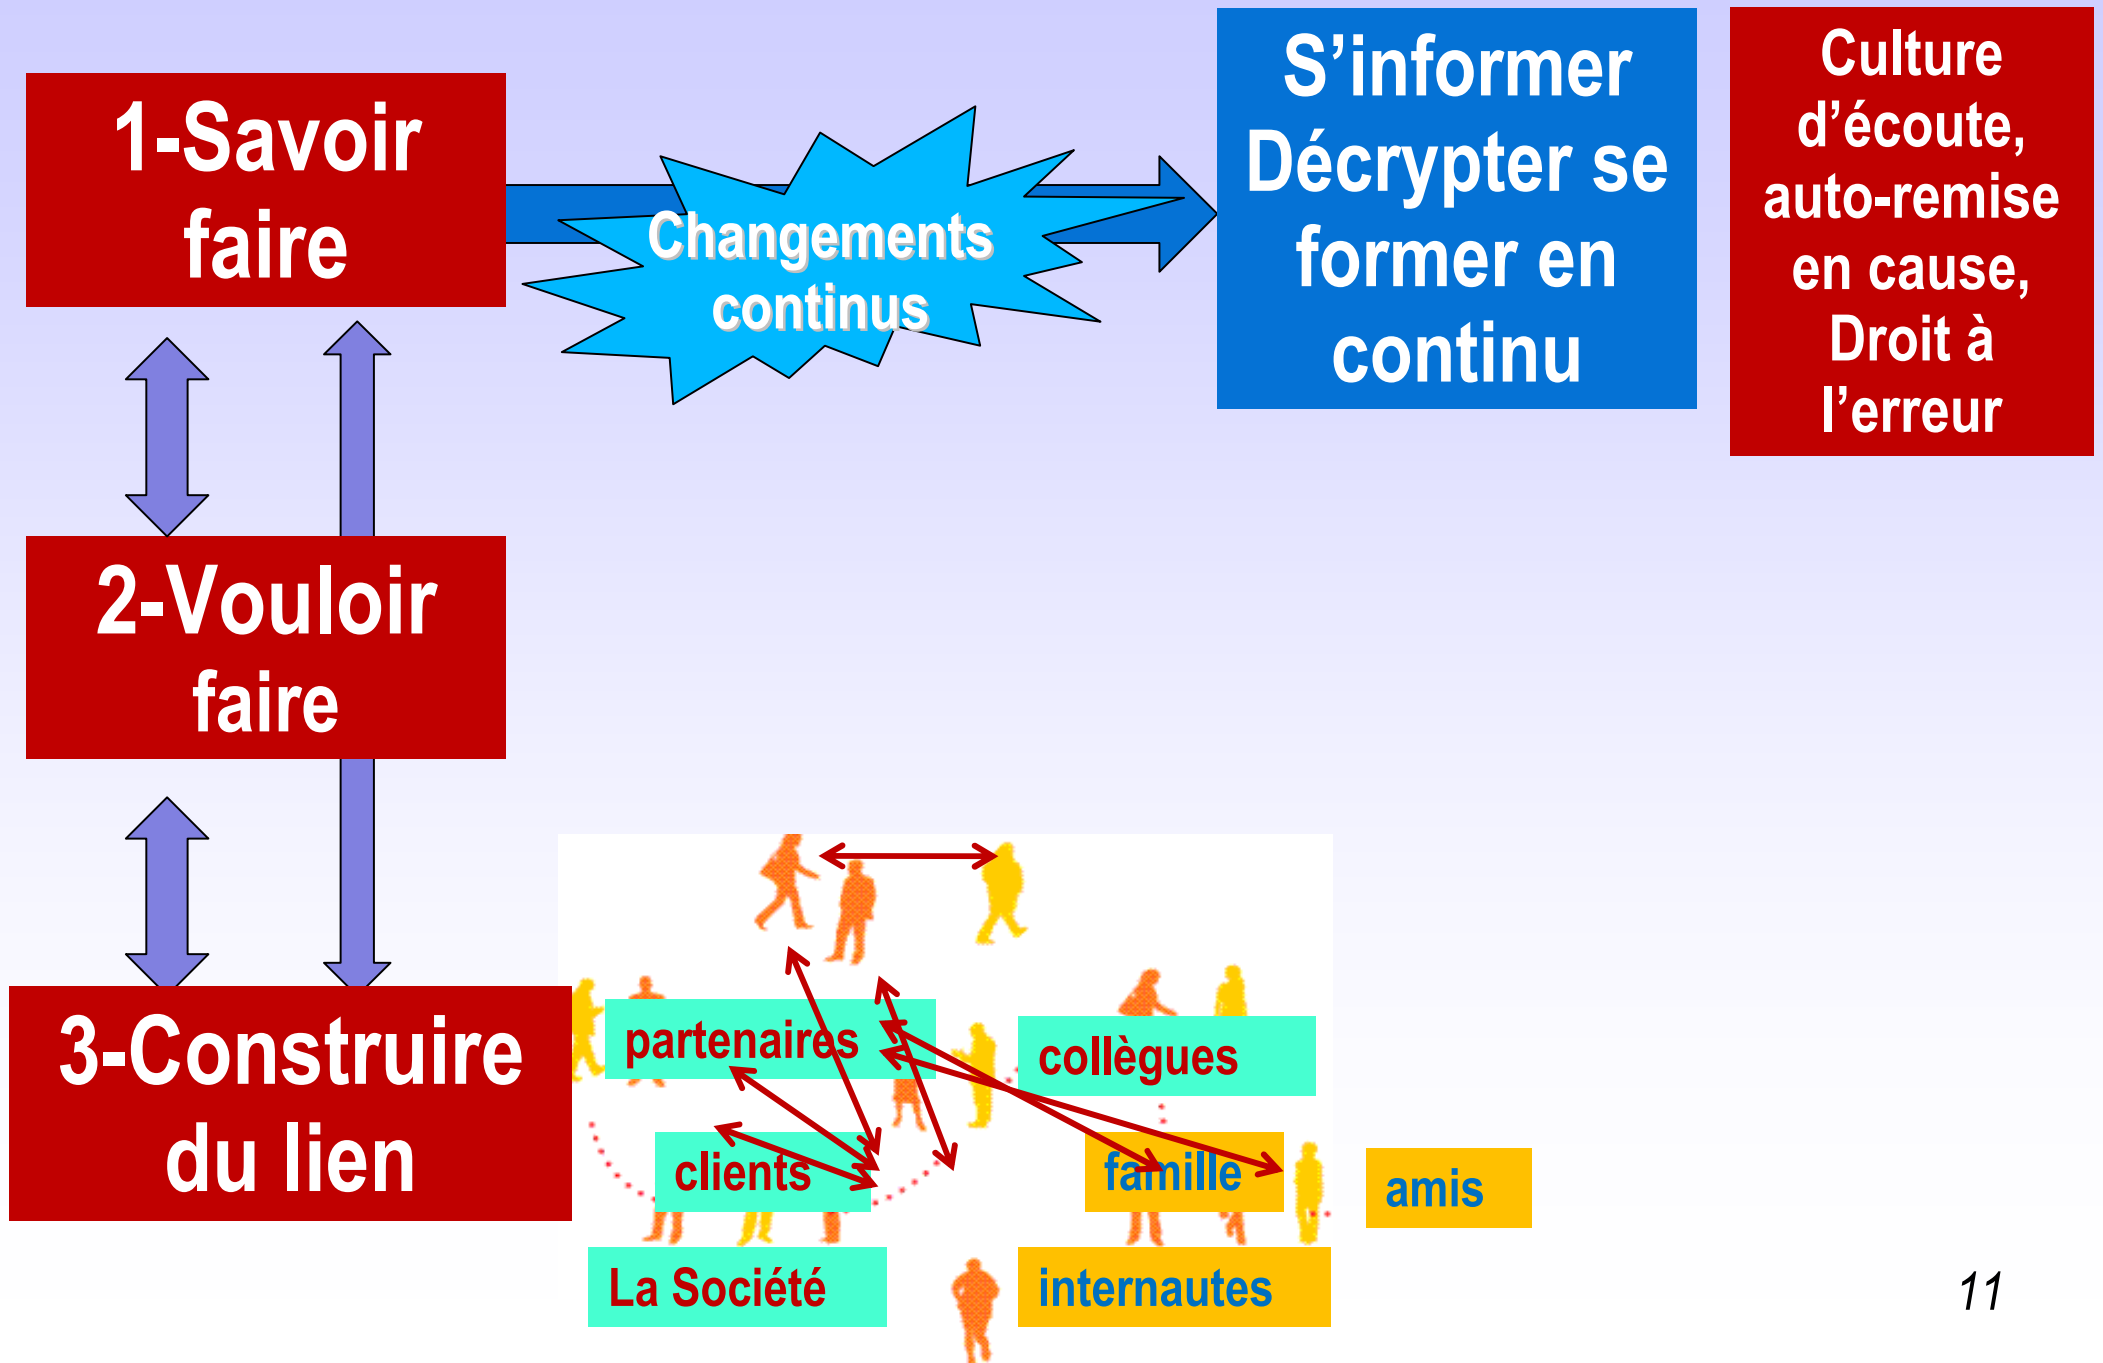 1-Savoir
faire
Changements
continus
S’informer
Décrypter se
former en
continu
Culture
d’écoute,
auto-remise
en cause,
Droit à
l’erreur
2-Vouloir
faire
3-Construire
du lien
partenaires
collègues
clients
famille
amis
La Société
internautes
11